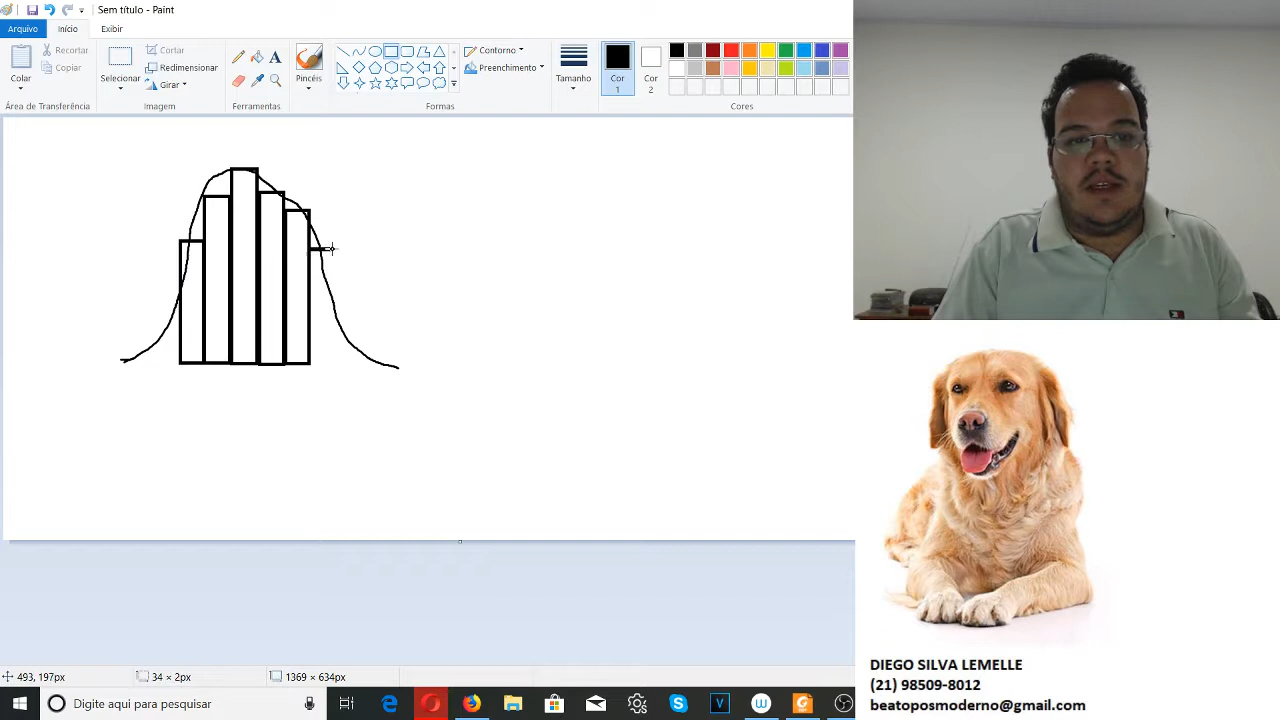 Sem título - Paint
Arquivo Início Exibir
Colar
Recortar
Copiar
Área de Transferência
Selecionar
Cortar
Redimensionar
Girar
Imagem
A
Ferramentas
Pincéis
Contorno
Preenchimento
Formas
Tamanho
Cor 1
Cor 2
Cores
493, 197px
34 × 2px
1369 × 634px
Digite aqui para pesquisar
DIEGO SILVA LEMELLE
(21) 98509-8012
beatoposmoderno@gmail.com